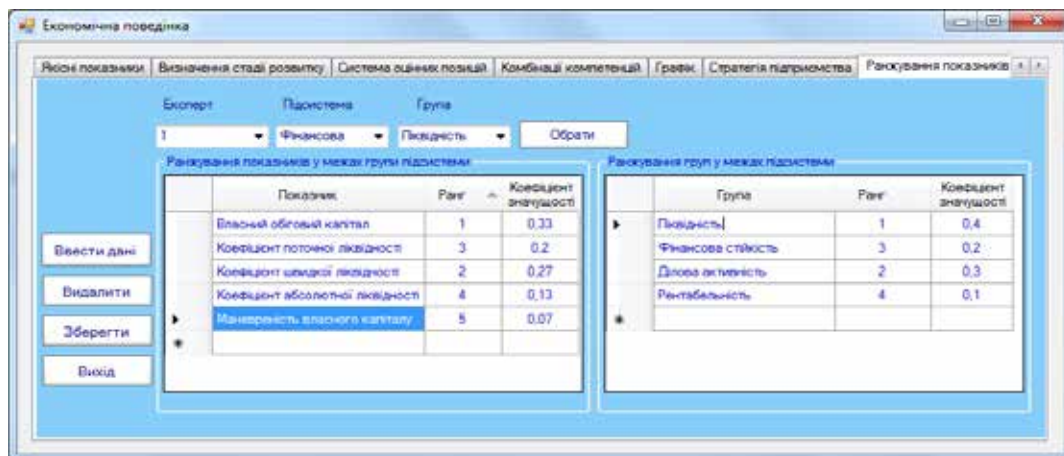 Економічна поведінка
Якісні показники Визначення стадії розвитку Система оцінних позицій Комбінації компетенцій Графік Стратегія підприємства Ранжування показників
Експерт Підсистема Група
1 Фінансова Ліквідність Обрати
Ранжування показників у межах групи підсистеми Ранжування груп у межах підсистеми
Показник Ранг Коефіцієнт значущості Група Ранг Коефіцієнт значущості
Власний обіговий капітал 1 0,33 Ліквідність 1 0,4
Ввести дані Коефіцієнт поточної ліквідності 3 0,2 Фінансова стійкість 3 0,2
Коефіцієнт швидкої ліквідності 2 0,27 Ділова активність 2 0,3
Видалити Коефіцієнт абсолютної ліквідності 4 0,13 Рентабельність 4 0,1
Маневреність власного капіталу 5 0,07
Зберегти
Вихід